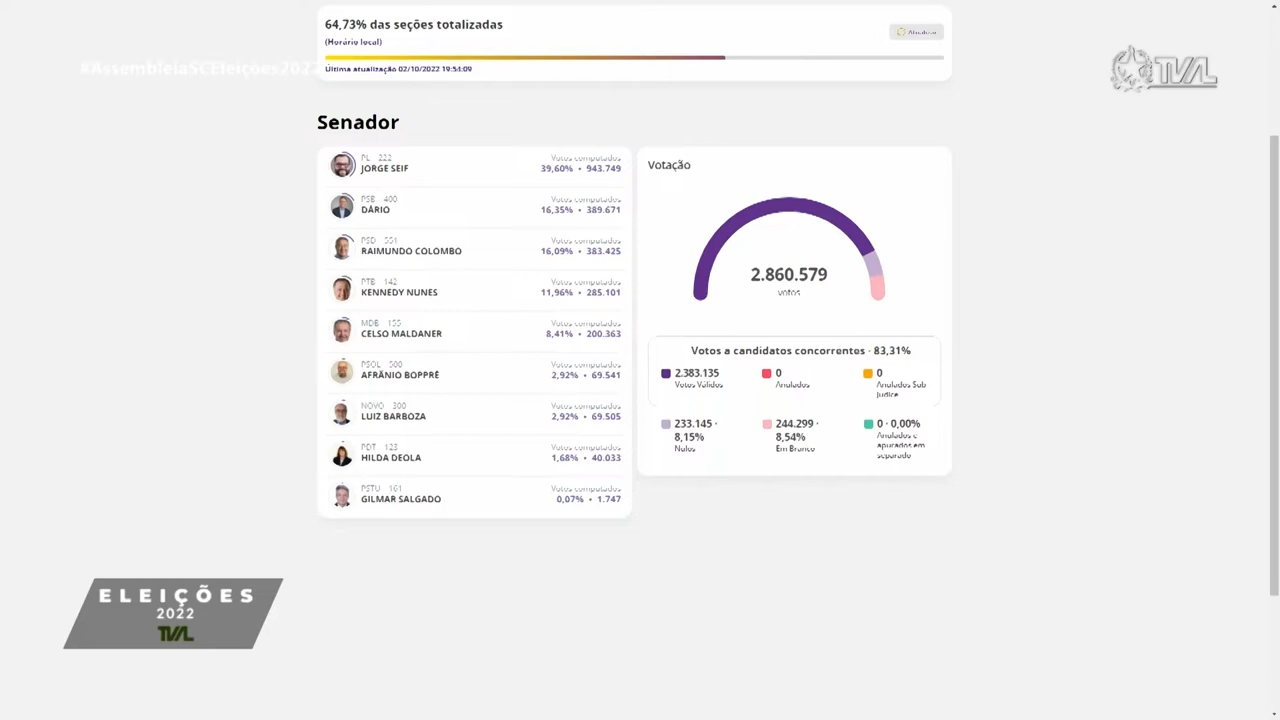 64,73% das seções totalizadas
(Horário local)
Atualizar
#AssembleiaSCEleições2022
Última atualização 02/10/2022 19:54:09
TVAL
Senador
PL 222
JORGE SEIF
Votos computados
39,60% • 943.749
PSB 400
DÁRIO
Votos computados
16,35% • 389.671
PSD 551
RAIMUNDO COLOMBO
Votos computados
16,09% • 383.425
PTB 142
KENNEDY NUNES
Votos computados
11,96% • 285.101
MDB 155
CELSO MALDANER
Votos computados
8,41% • 200.363
PSOL 500
AFRÂNIO BOPPRÉ
Votos computados
2,92% • 69.541
NOVO 300
LUIZ BARBOZA
Votos computados
2,92% • 69.505
PDT 123
HILDA DEOLA
Votos computados
1,68% • 40.033
PSTU 161
GILMAR SALGADO
Votos computados
0,07% • 1.747
Votação
2.860.579
votos
Votos a candidatos concorrentes · 83,31%
2.383.135
Votos Válidos
0
Anulados
0
Anulados Sub
Judice
233.145 ·
8,15%
Nulos
244.299 ·
8,54%
Em Branco
0 · 0,00%
Anulados e
apurados em
separado
ELEIÇÕES
2022
TVAL